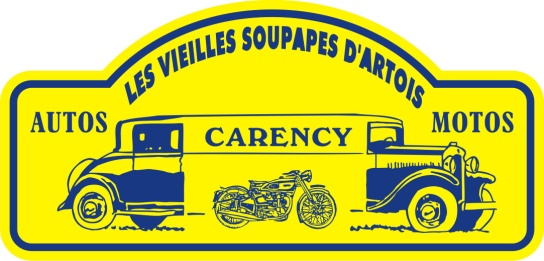 LES VIEILLES SOUPAPES D'ARTOIS
AUTOS
CARENCY
MOTOS